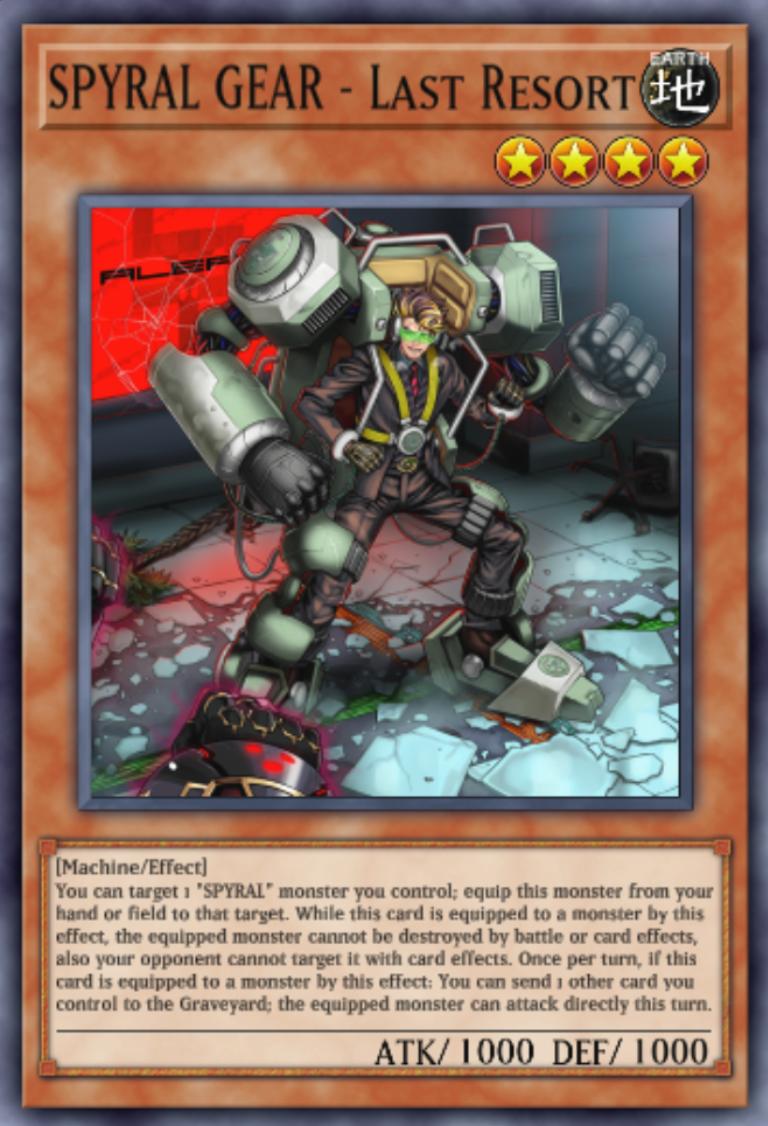 SPYRAL GEAR - LAST RESORT
EARTH
地
ALER
[Machine/Effect]
You can target 1 "SPYRAL" monster you control; equip this monster from your
hand or field to that target. While this card is equipped to a monster by this
effect, the equipped monster cannot be destroyed by battle or card effects,
also your opponent cannot target it with card effects. Once per turn, if this
card is equipped to a monster by this effect: You can send 1 other card you
control to the Graveyard; the equipped monster can attack directly this turn.
ATK/ 1000 DEF/ 1000